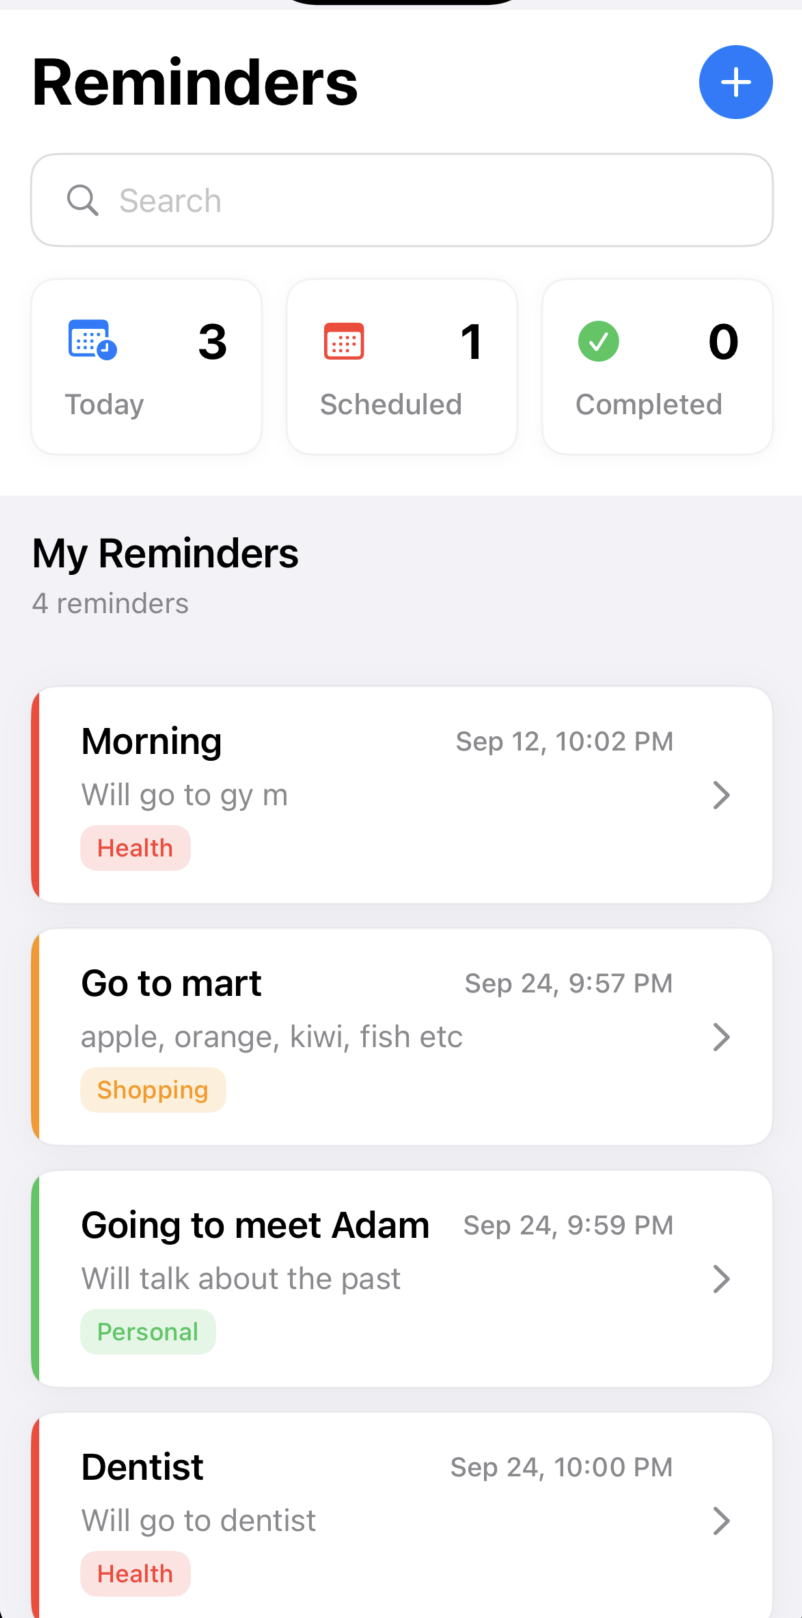 Reminders
Search
3
Today
1
Scheduled
0
Completed
My Reminders
4 reminders
Morning Sep 12, 10:02 PM
Will go to gy m
Health
Go to mart Sep 24, 9:57 PM
apple, orange, kiwi, fish etc
Shopping
Going to meet Adam Sep 24, 9:59 PM
Will talk about the past
Personal
Dentist Sep 24, 10:00 PM
Will go to dentist
Health